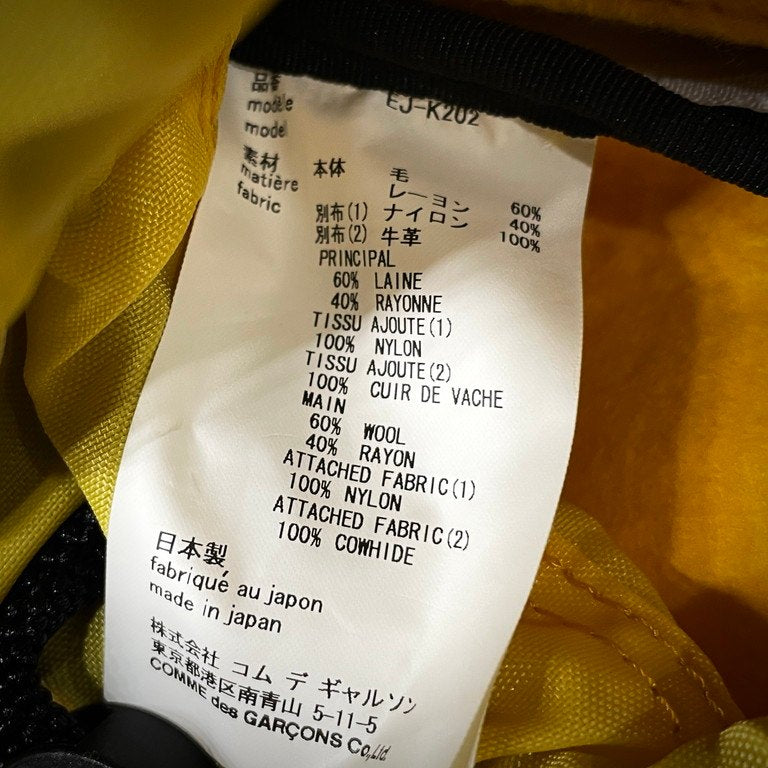 品番
modèle EJ-K202
model
素材 本体 毛 60%
matière レーヨン 40%
fabric 別布(1) ナイロン 100%
別布(2) 牛革
PRINCIPAL
60% LAINE
40% RAYONNE
TISSU AJOUTE(1)
100% NYLON
TISSU AJOUTE(2)
100% CUIR DE VACHE
MAIN
60% WOOL
40% RAYON
ATTACHED FABRIC(1)
100% NYLON
ATTACHED FABRIC(2)
100% COWHIDE
日本製
fabriqué au japon
made in japan
株式会社 コム デ ギャルソン
東京都港区南青山 5-11-5
COMME des GARÇONS Co.,Ltd.